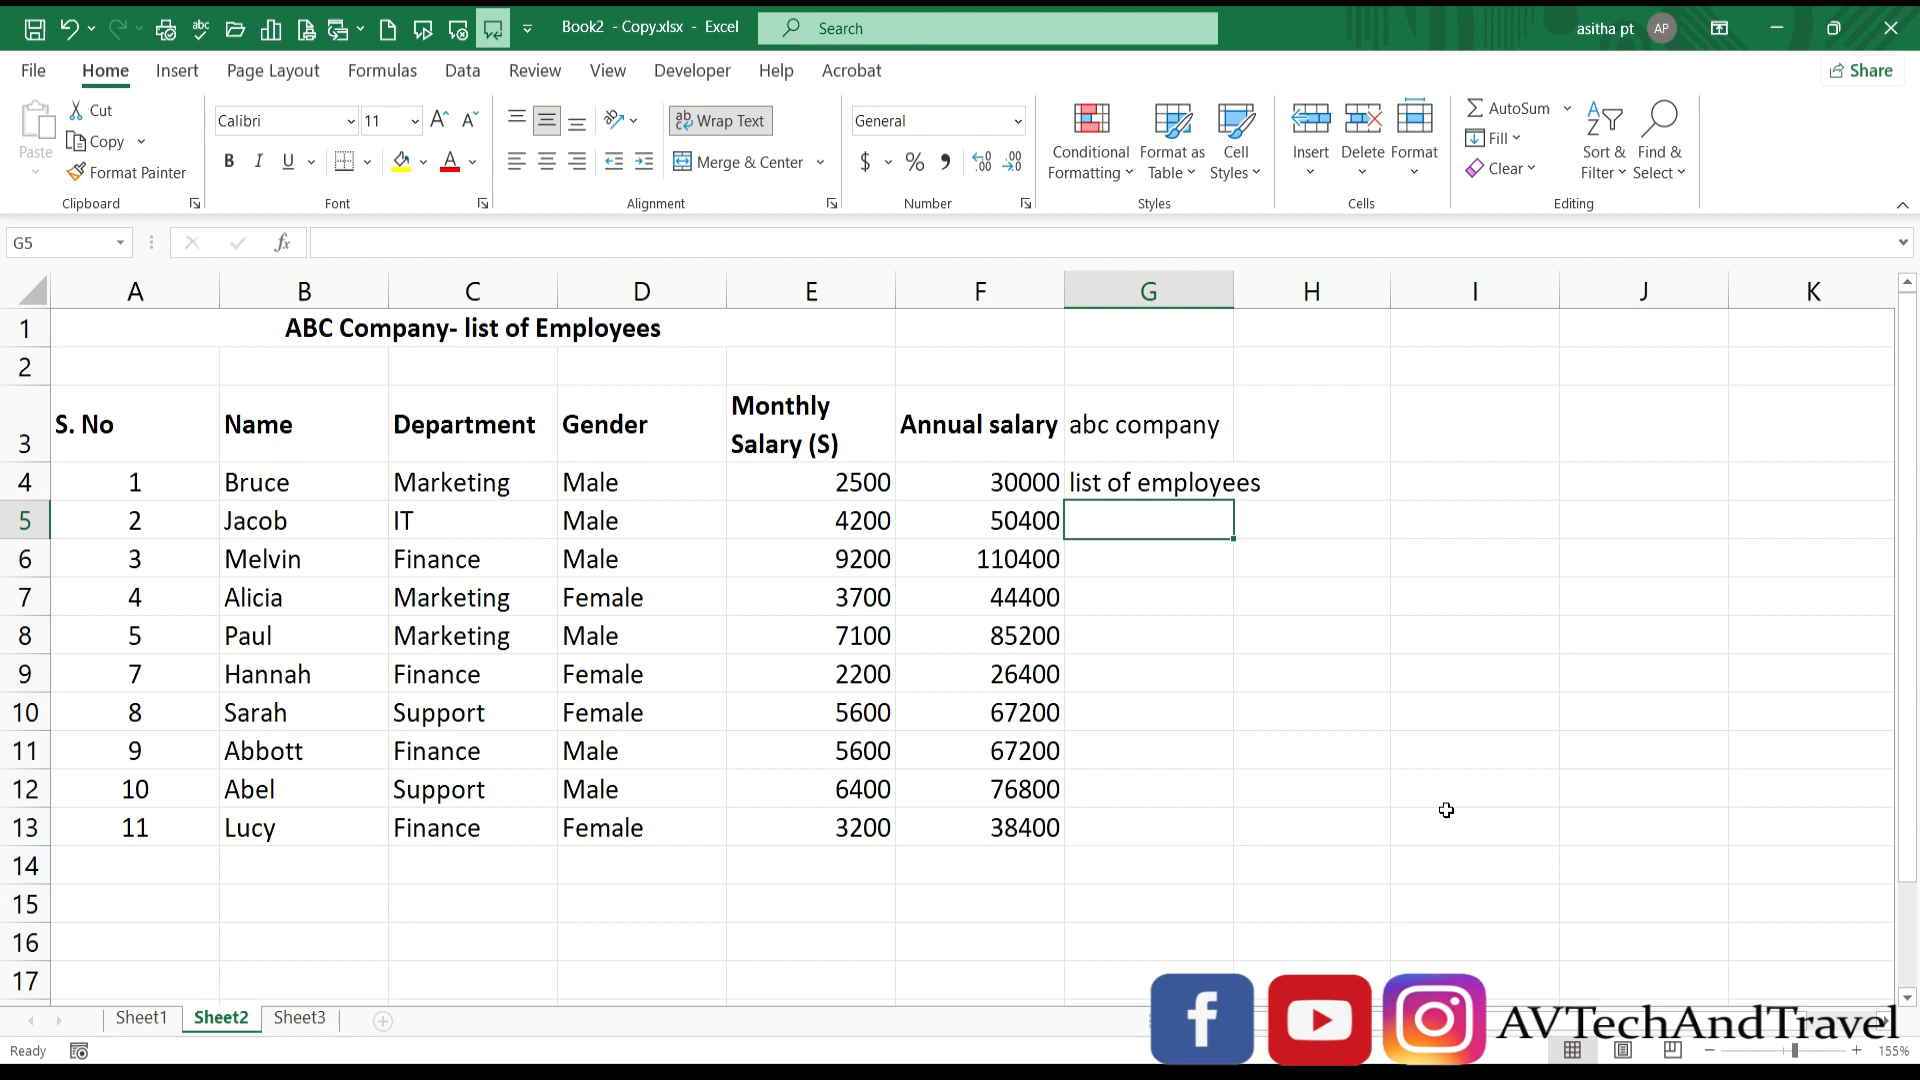 abc
Book2 - Copy.xlsx - Excel
Search
asitha pt AP
File Home Insert Page Layout Formulas Data Review View Developer Help Acrobat Share
Paste
Cut
Copy
Format Painter
Clipboard
Calibri 11
A A
B I U A
Font
ab Wrap Text
Merge & Center
Alignment
General
$ % 9 .00
Number
Conditional Formatting
Format as Table
Cell Styles
Styles
Insert Delete Format
Cells
AutoSum
Fill
Clear
Sort & Filter
Find & Select
Editing
G5 fx
A B C D E F G H I J K
1 ABC Company- list of Employees
2
3 S. No Name Department Gender Monthly Salary (S) Annual salary abc company
4 1 Bruce Marketing Male 2500 30000 list of employees
5 2 Jacob IT Male 4200 50400
6 3 Melvin Finance Male 9200 110400
7 4 Alicia Marketing Female 3700 44400
8 5 Paul Marketing Male 7100 85200
9 7 Hannah Finance Female 2200 26400
10 8 Sarah Support Female 5600 67200
11 9 Abbott Finance Male 5600 67200
12 10 Abel Support Male 6400 76800
13 11 Lucy Finance Female 3200 38400
14
15
16
17
Sheet1 Sheet2 Sheet3
AVTechAndTravel
Ready
155%